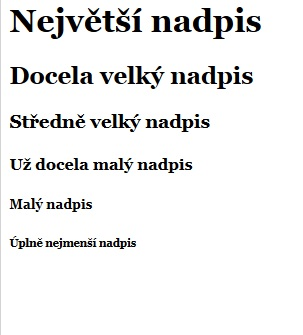 Největší nadpis
Docela velký nadpis
Středně velký nadpis
Už docela malý nadpis
Malý nadpis
Úplně nejmenší nadpis